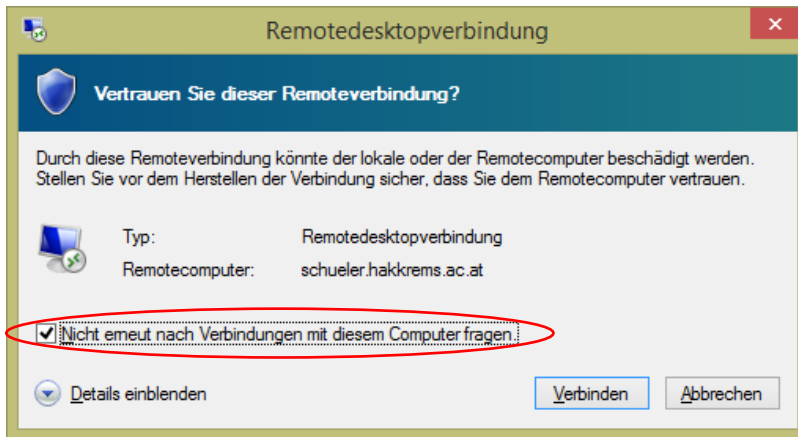 Remotedesktopverbindung
Vertrauen Sie dieser Remoteverbindung?
Durch diese Remoteverbindung könnte der lokale oder der Remotecomputer beschädigt werden.
Stellen Sie vor dem Herstellen der Verbindung sicher, dass Sie dem Remotecomputer vertrauen.
Typ: Remotedesktopverbindung
Remotecomputer: schueler.hakkrems.ac.at
Nicht erneut nach Verbindungen mit diesem Computer fragen.
Details einblenden Verbinden Abbrechen